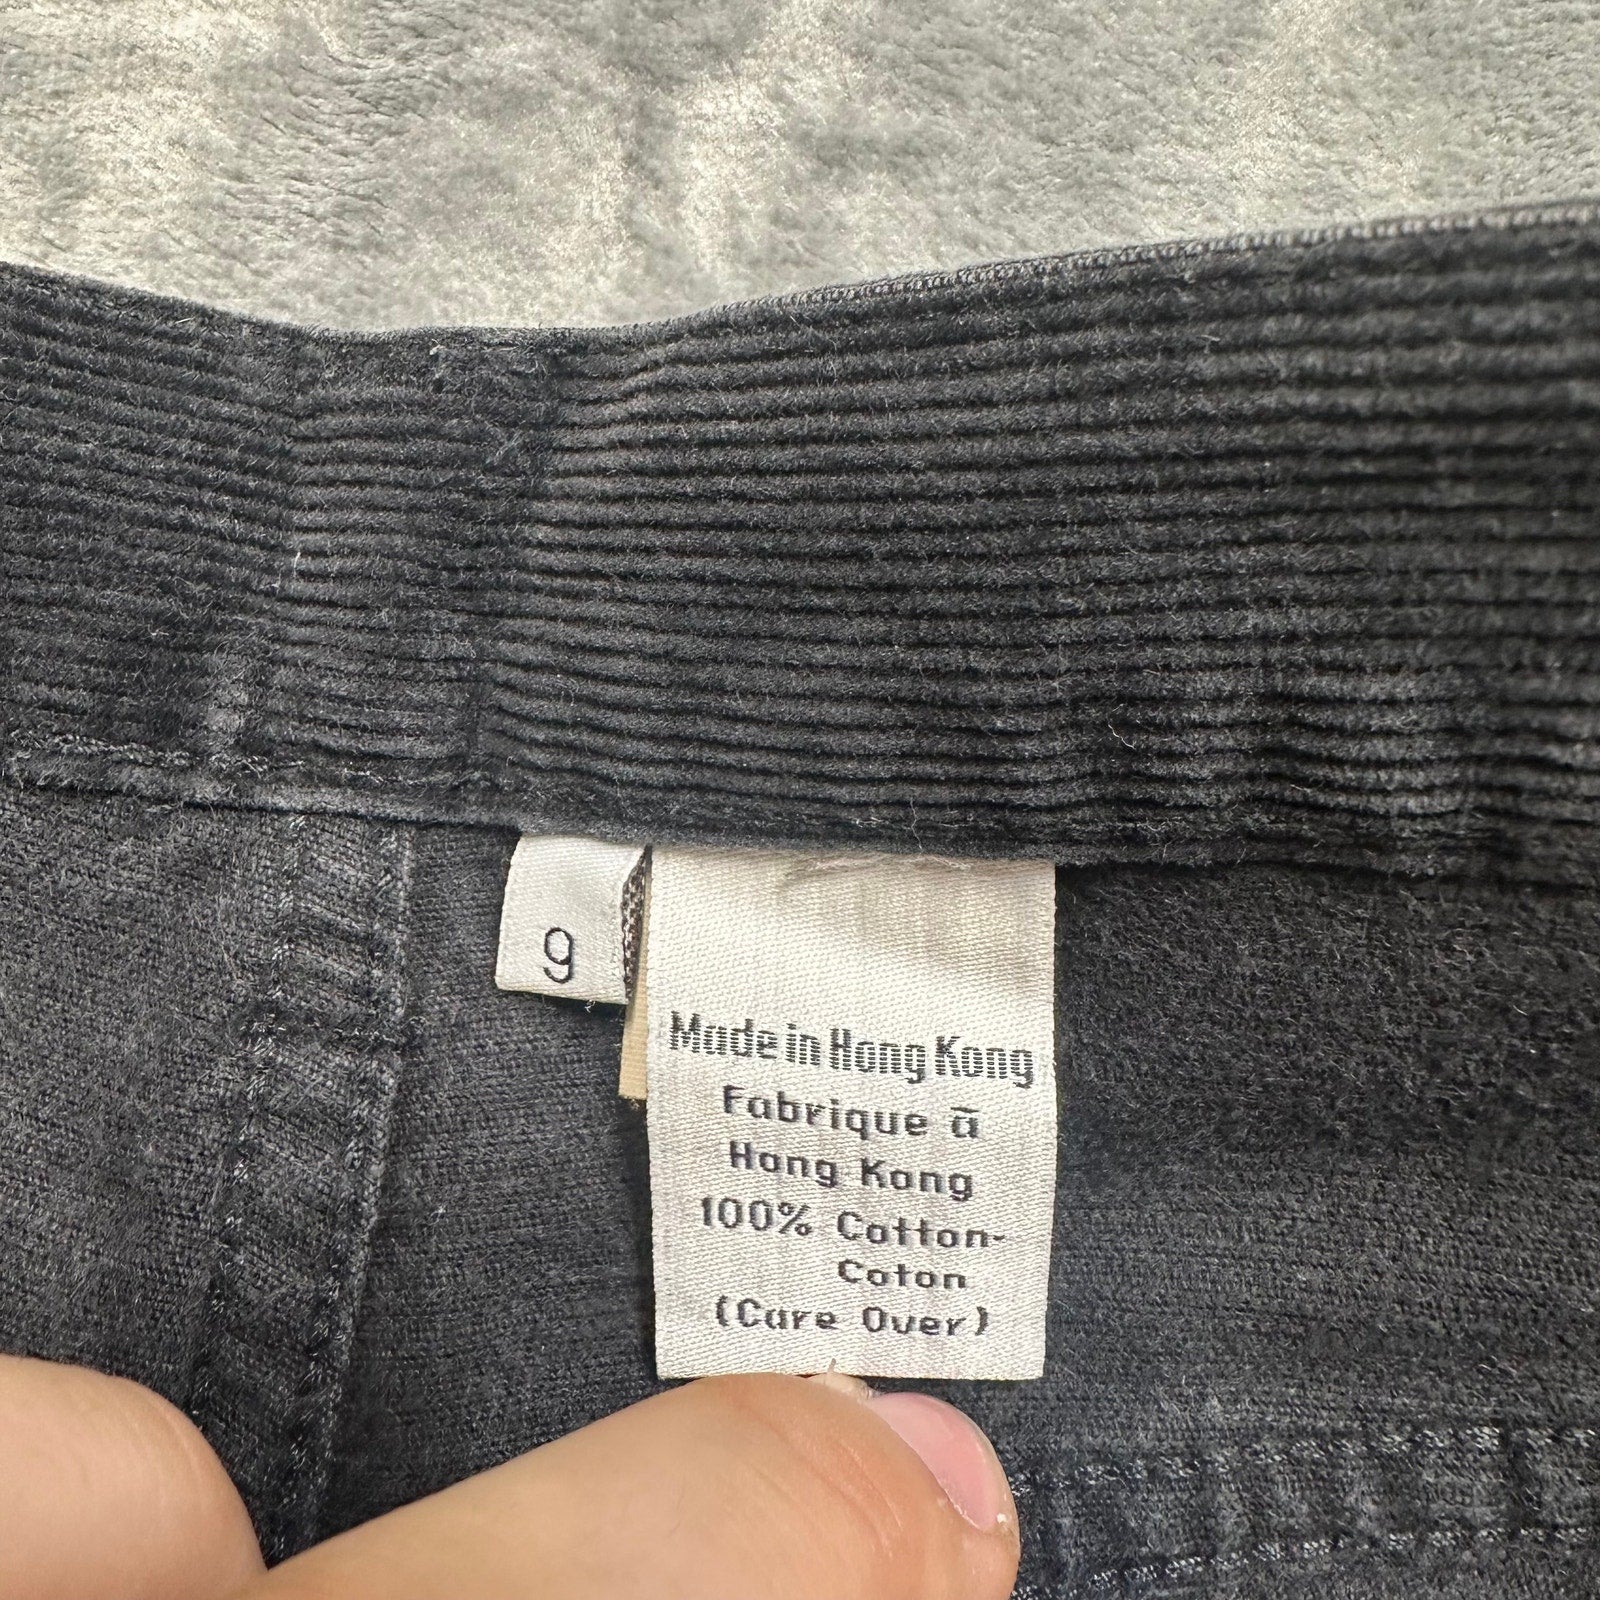 9
Made in Hong Kong
Fabrique ā
Hong Kong
100% Cotton-
Coton
(Care Over)